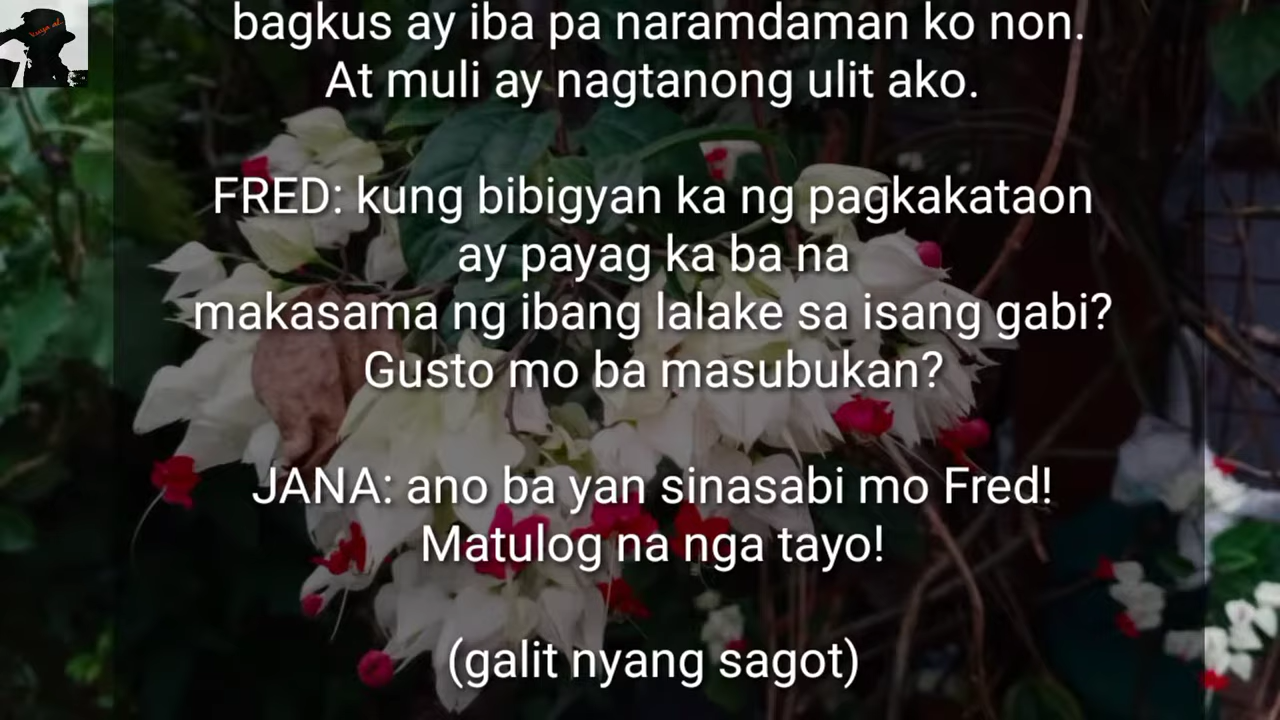 bagkus ay iba pa naramdaman ko non.
At muli ay nagtanong ulit ako.
FRED: kung bibigyan ka ng pagkakataon
ay payag ka ba na
makasama ng ibang lalake sa isang gabi?
Gusto mo ba masubukan?
JANA: ano ba yan sinasabi mo Fred!
Matulog na nga tayo!
(galit nyang sagot)